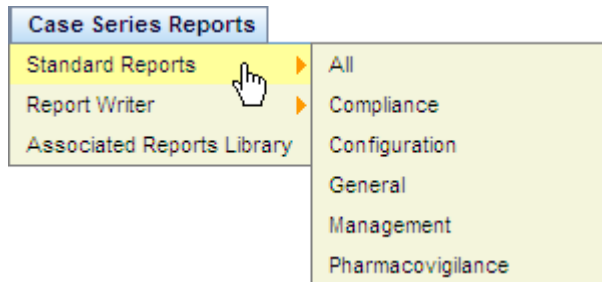 Case Series Reports
Standard Reports
Report Writer
Associated Reports Library
All
Compliance
Configuration
General
Management
Pharmacovigilance